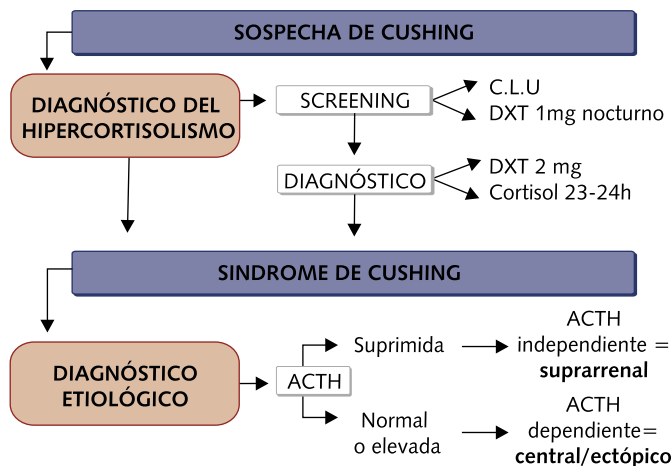 SOSPECHA DE CUSHING
DIAGNÓSTICO DEL
HIPERCORTISOLISMO
SCREENING
C.L.U
DXT 1mg nocturno
DIAGNÓSTICO
DXT 2 mg
Cortisol 23-24h
SINDROME DE CUSHING
DIAGNÓSTICO
ETIOLÓGICO
ACTH
Suprimida
ACTH
independiente =
suprarrenal
Normal
o elevada
ACTH
dependiente=
central/ectópico